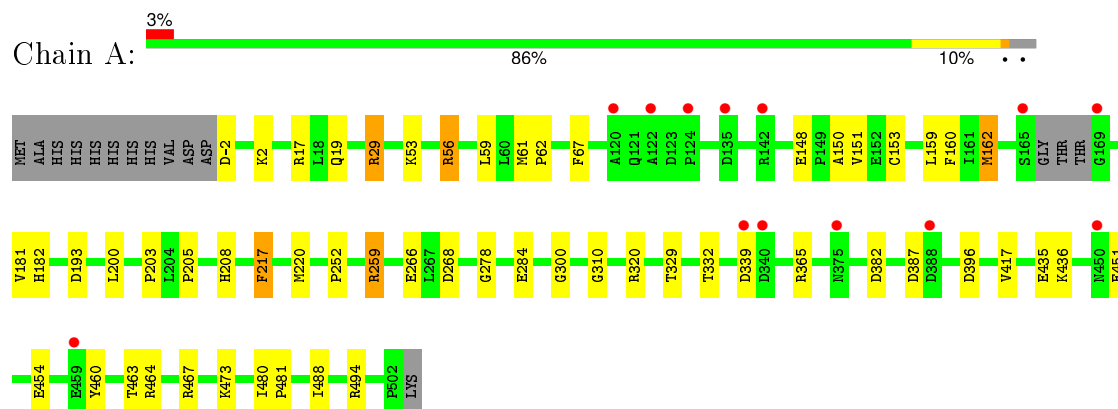 3%
Chain A:
86% 10% • •
MET ALA HIS HIS HIS HIS HIS HIS VAL ASP ASP D-2 K2 R17 L18 Q19 R29 K53 R56 L59 L60 M61 P62 F67 A120 Q121 A122 D123 P124 D135 R142 E148 P149 A150 V151 E152 C153 L159 F160 I161 M162 S165 GLY THR THR G169
V181 H182 D193 L200 P203 L204 P205 H208 F217 M220 P252 R259 E266 L267 D268 G278 E284 G300 G310 R320 T329 T332 D339 D340 R365 N375 D382 D387 D388 D396 V417 E435 K436 N450
E454 E459 Y460 T463 R464 R467 K473 I480 P481 I488 R494 P502 LYS